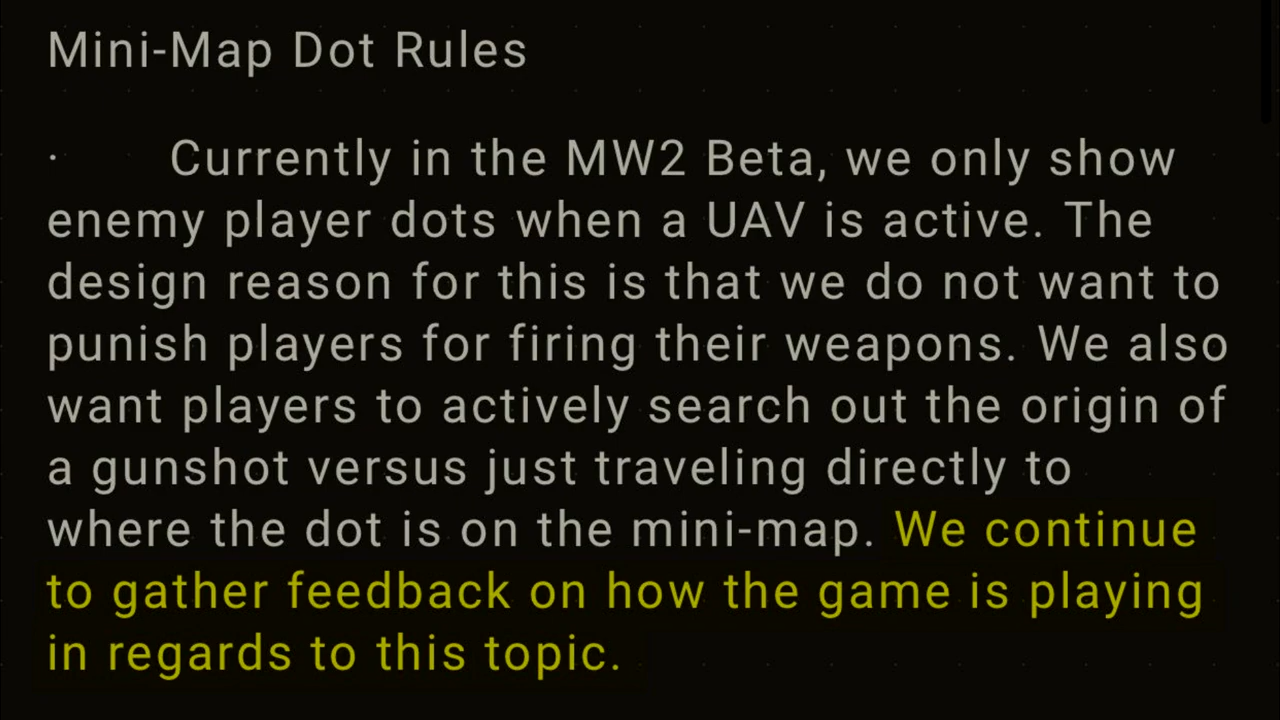 Mini-Map Dot Rules
· Currently in the MW2 Beta, we only show
enemy player dots when a UAV is active. The
design reason for this is that we do not want to
punish players for firing their weapons. We also
want players to actively search out the origin of
a gunshot versus just traveling directly to
where the dot is on the mini-map. We continue
to gather feedback on how the game is playing
in regards to this topic.